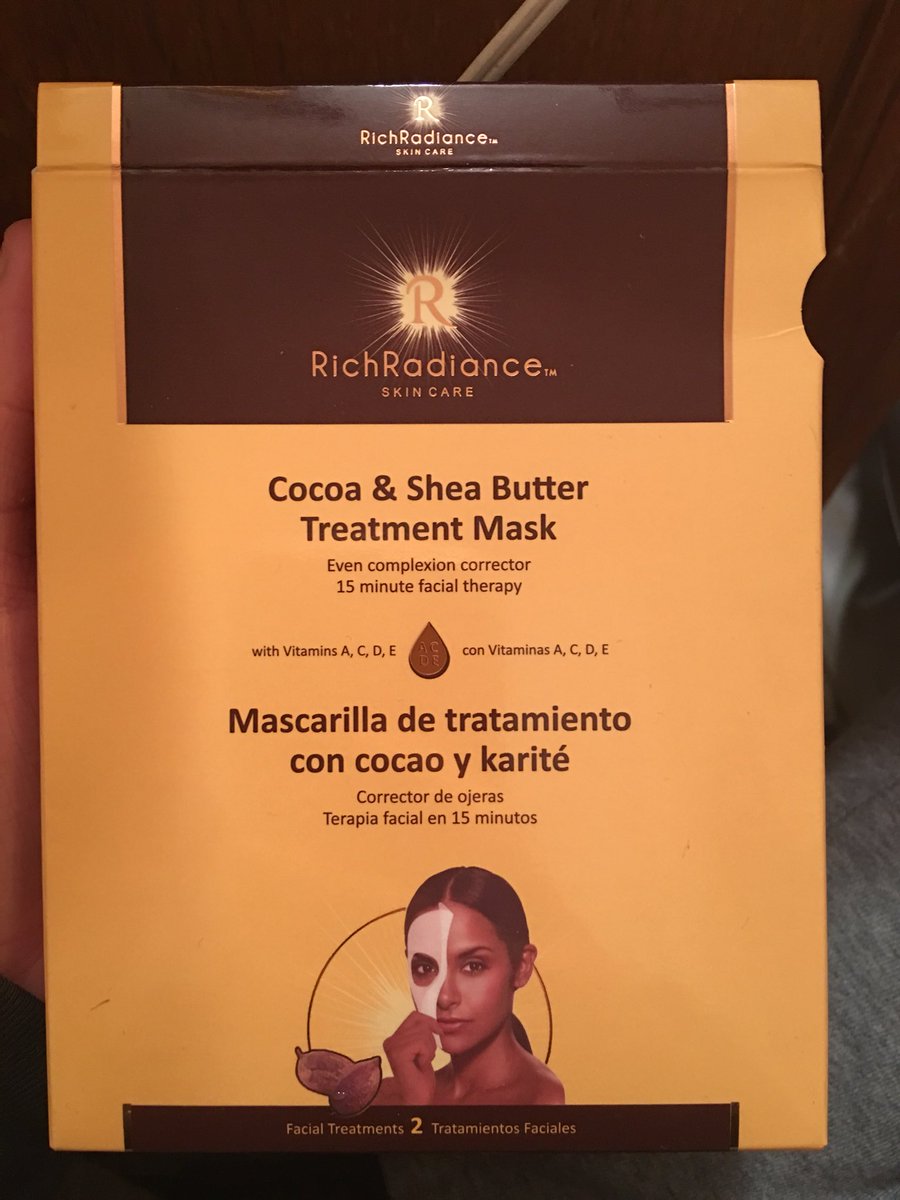 R
RichRadiance™
SKIN CARE
R
RichRadiance™
SKIN CARE
Cocoa & Shea Butter
Treatment Mask
Even complexion corrector
15 minute facial therapy
with Vitamins A, C, D, E
A C
D E
con Vitaminas A, C, D, E
Mascarilla de tratamiento
con cocao y karité
Corrector de ojeras
Terapia facial en 15 minutos
Facial Treatments 2 Tratamientos Faciales